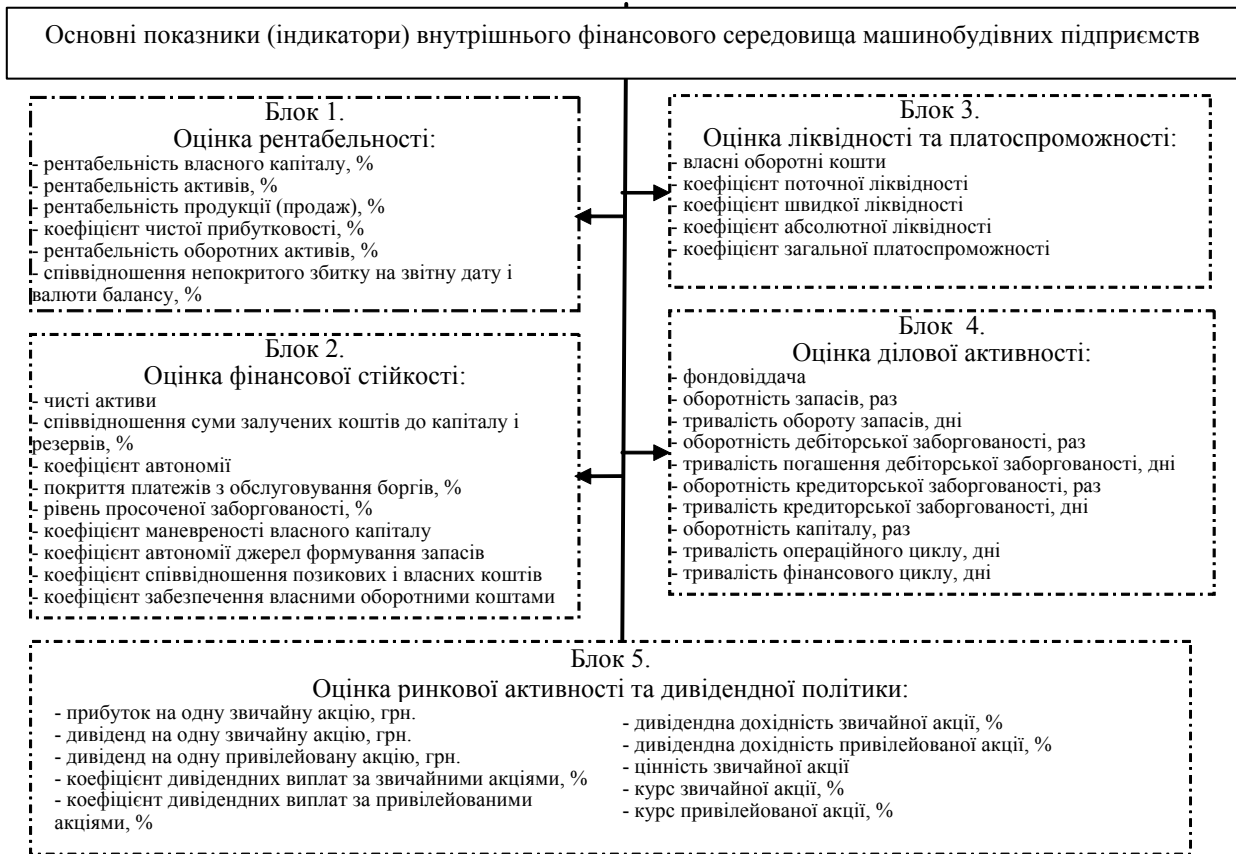 Основні показники (індикатори) внутрішнього фінансового середовища машинобудівних підприємств
Блок 1.
Оцінка рентабельності:
- рентабельність власного капіталу, %
- рентабельність активів, %
- рентабельність продукції (продаж), %
- коефіцієнт чистої прибутковості, %
- рентабельність оборотних активів, %
- співвідношення непокритого збитку на звітну дату і
валюти балансу, %
Блок 2.
Оцінка фінансової стійкості:
- чисті активи
- співвідношення суми залучених коштів до капіталу і
резервів, %
- коефіцієнт автономії
- покриття платежів з обслуговування боргів, %
- рівень просоченої заборгованості, %
- коефіцієнт маневреності власного капіталу
- коефіцієнт автономії джерел формування запасів
- коефіцієнт співвідношення позикових і власних коштів
- коефіцієнт забезпечення власними оборотними коштами
Блок 3.
Оцінка ліквідності та платоспроможності:
- власні оборотні кошти
- коефіцієнт поточної ліквідності
- коефіцієнт швидкої ліквідності
- коефіцієнт абсолютної ліквідності
- коефіцієнт загальної платоспроможності
Блок 4.
Оцінка ділової активності:
- фондовіддача
- оборотність запасів, раз
- тривалість обороту запасів, дні
- оборотність дебіторської заборгованості, раз
- тривалість погашення дебіторської заборгованості, дні
- оборотність кредиторської заборгованості, раз
- тривалість кредиторської заборгованості, дні
- оборотність капіталу, раз
- тривалість операційного циклу, дні
- тривалість фінансового циклу, дні
Блок 5.
Оцінка ринкової активності та дивідендної політики:
- прибуток на одну звичайну акцію, грн.
- дивіденд на одну звичайну акцію, грн.
- дивіденд на одну привілейовану акцію, грн.
- коефіцієнт дивідендних виплат за звичайними акціями, %
- коефіцієнт дивідендних виплат за привілейованими
акціями, %
- дивідендна дохідність звичайної акції, %
- дивідендна дохідність привілейованої акції, %
- цінність звичайної акції
- курс звичайної акції, %
- курс привілейованої акції, %